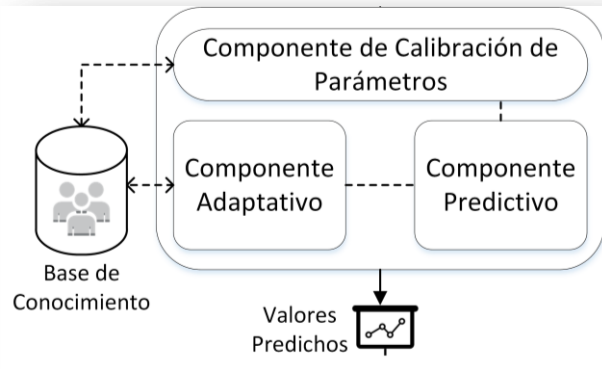 Componente de Calibración de
Parámetros
Componente
Adaptativo
Componente
Predictivo
Base de
Conocimiento
Valores
Predichos